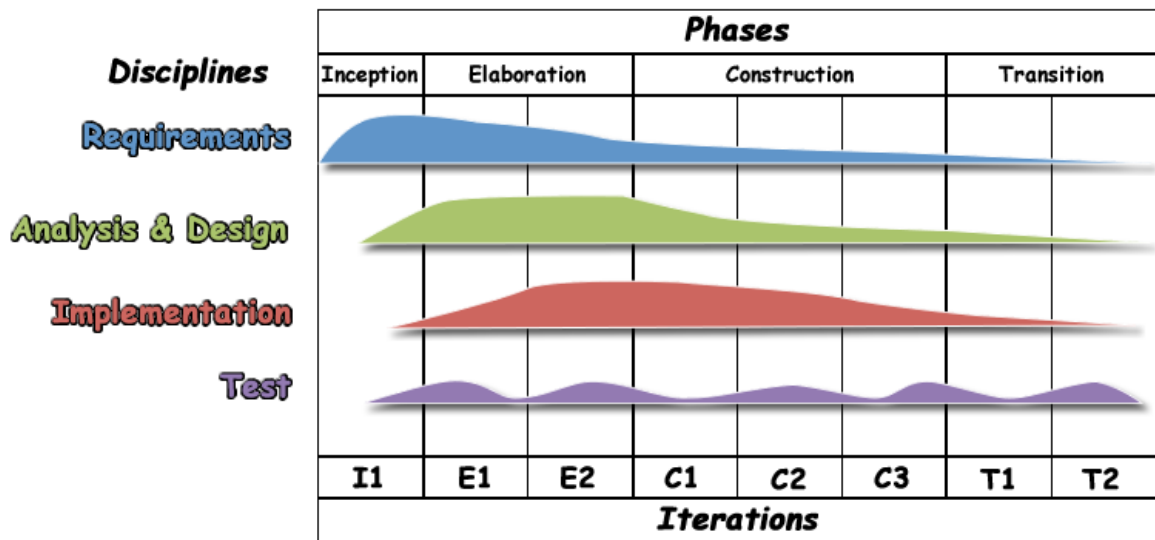 Phases
Disciplines
Inception Elaboration Construction Transition
Requirements
Analysis & Design
Implementation
Test
I1 E1 E2 C1 C2 C3 T1 T2
Iterations